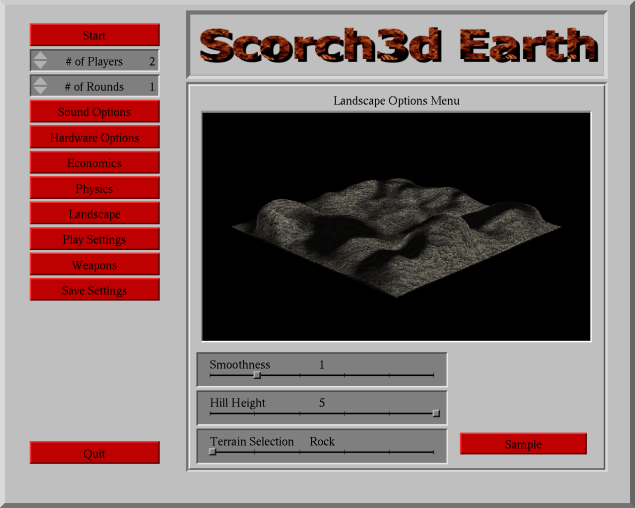 Start
# of Players 2
# of Rounds 1
Sound Options
Hardware Options
Economics
Physics
Landscape
Play Settings
Weapons
Save Settings
Quit
Scorch3d Earth
Landscape Options Menu
Smoothness 1
Hill Height 5
Terrain Selection Rock
Sample